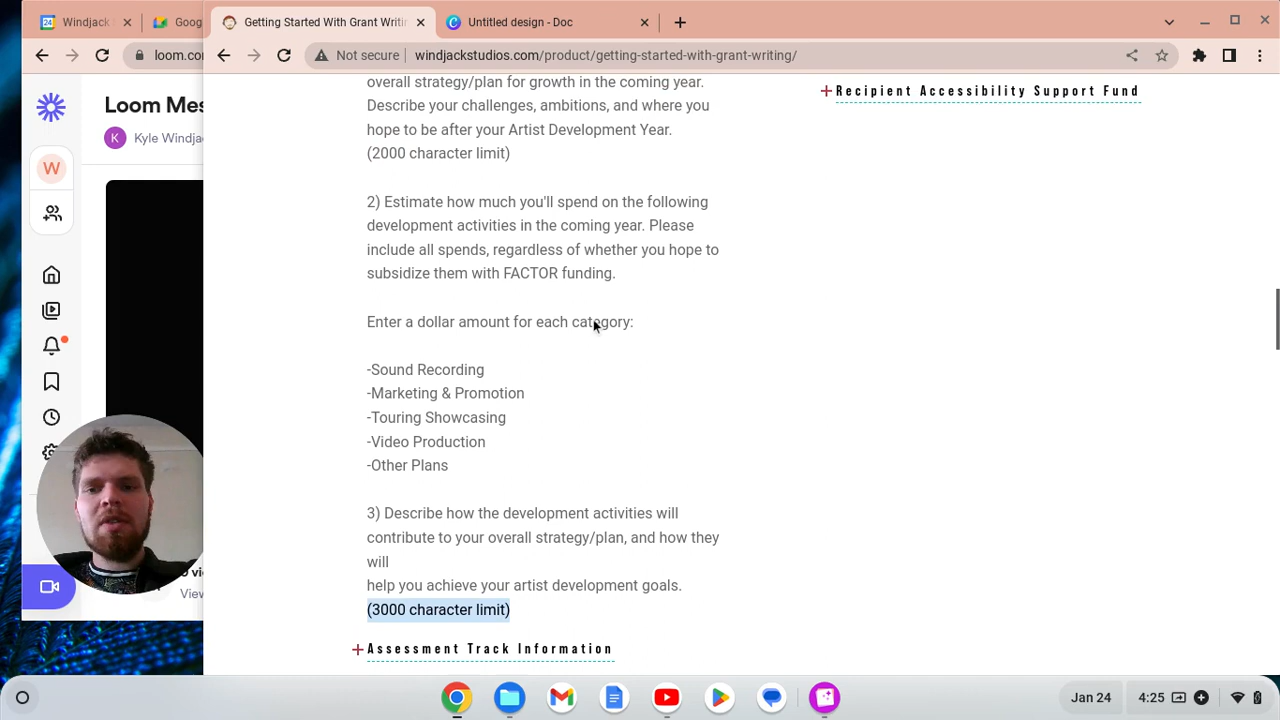 Windjack
Goog
Getting Started With Grant Writin
Untitled design - Doc
loom.co
Not secure
windjackstudios.com/product/getting-started-with-grant-writing/
Loom Mes
K
Kyle Windja
W
View
overall strategy/plan for growth in the coming year.
Describe your challenges, ambitions, and where you
hope to be after your Artist Development Year.
(2000 character limit)
2) Estimate how much you'll spend on the following
development activities in the coming year. Please
include all spends, regardless of whether you hope to
subsidize them with FACTOR funding.
Enter a dollar amount for each category:
-Sound Recording
-Marketing & Promotion
-Touring Showcasing
-Video Production
-Other Plans
3) Describe how the development activities will
contribute to your overall strategy/plan, and how they
will
help you achieve your artist development goals.
(3000 character limit)
Assessment Track Information
Recipient Accessibility Support Fund
Jan 24
4:25